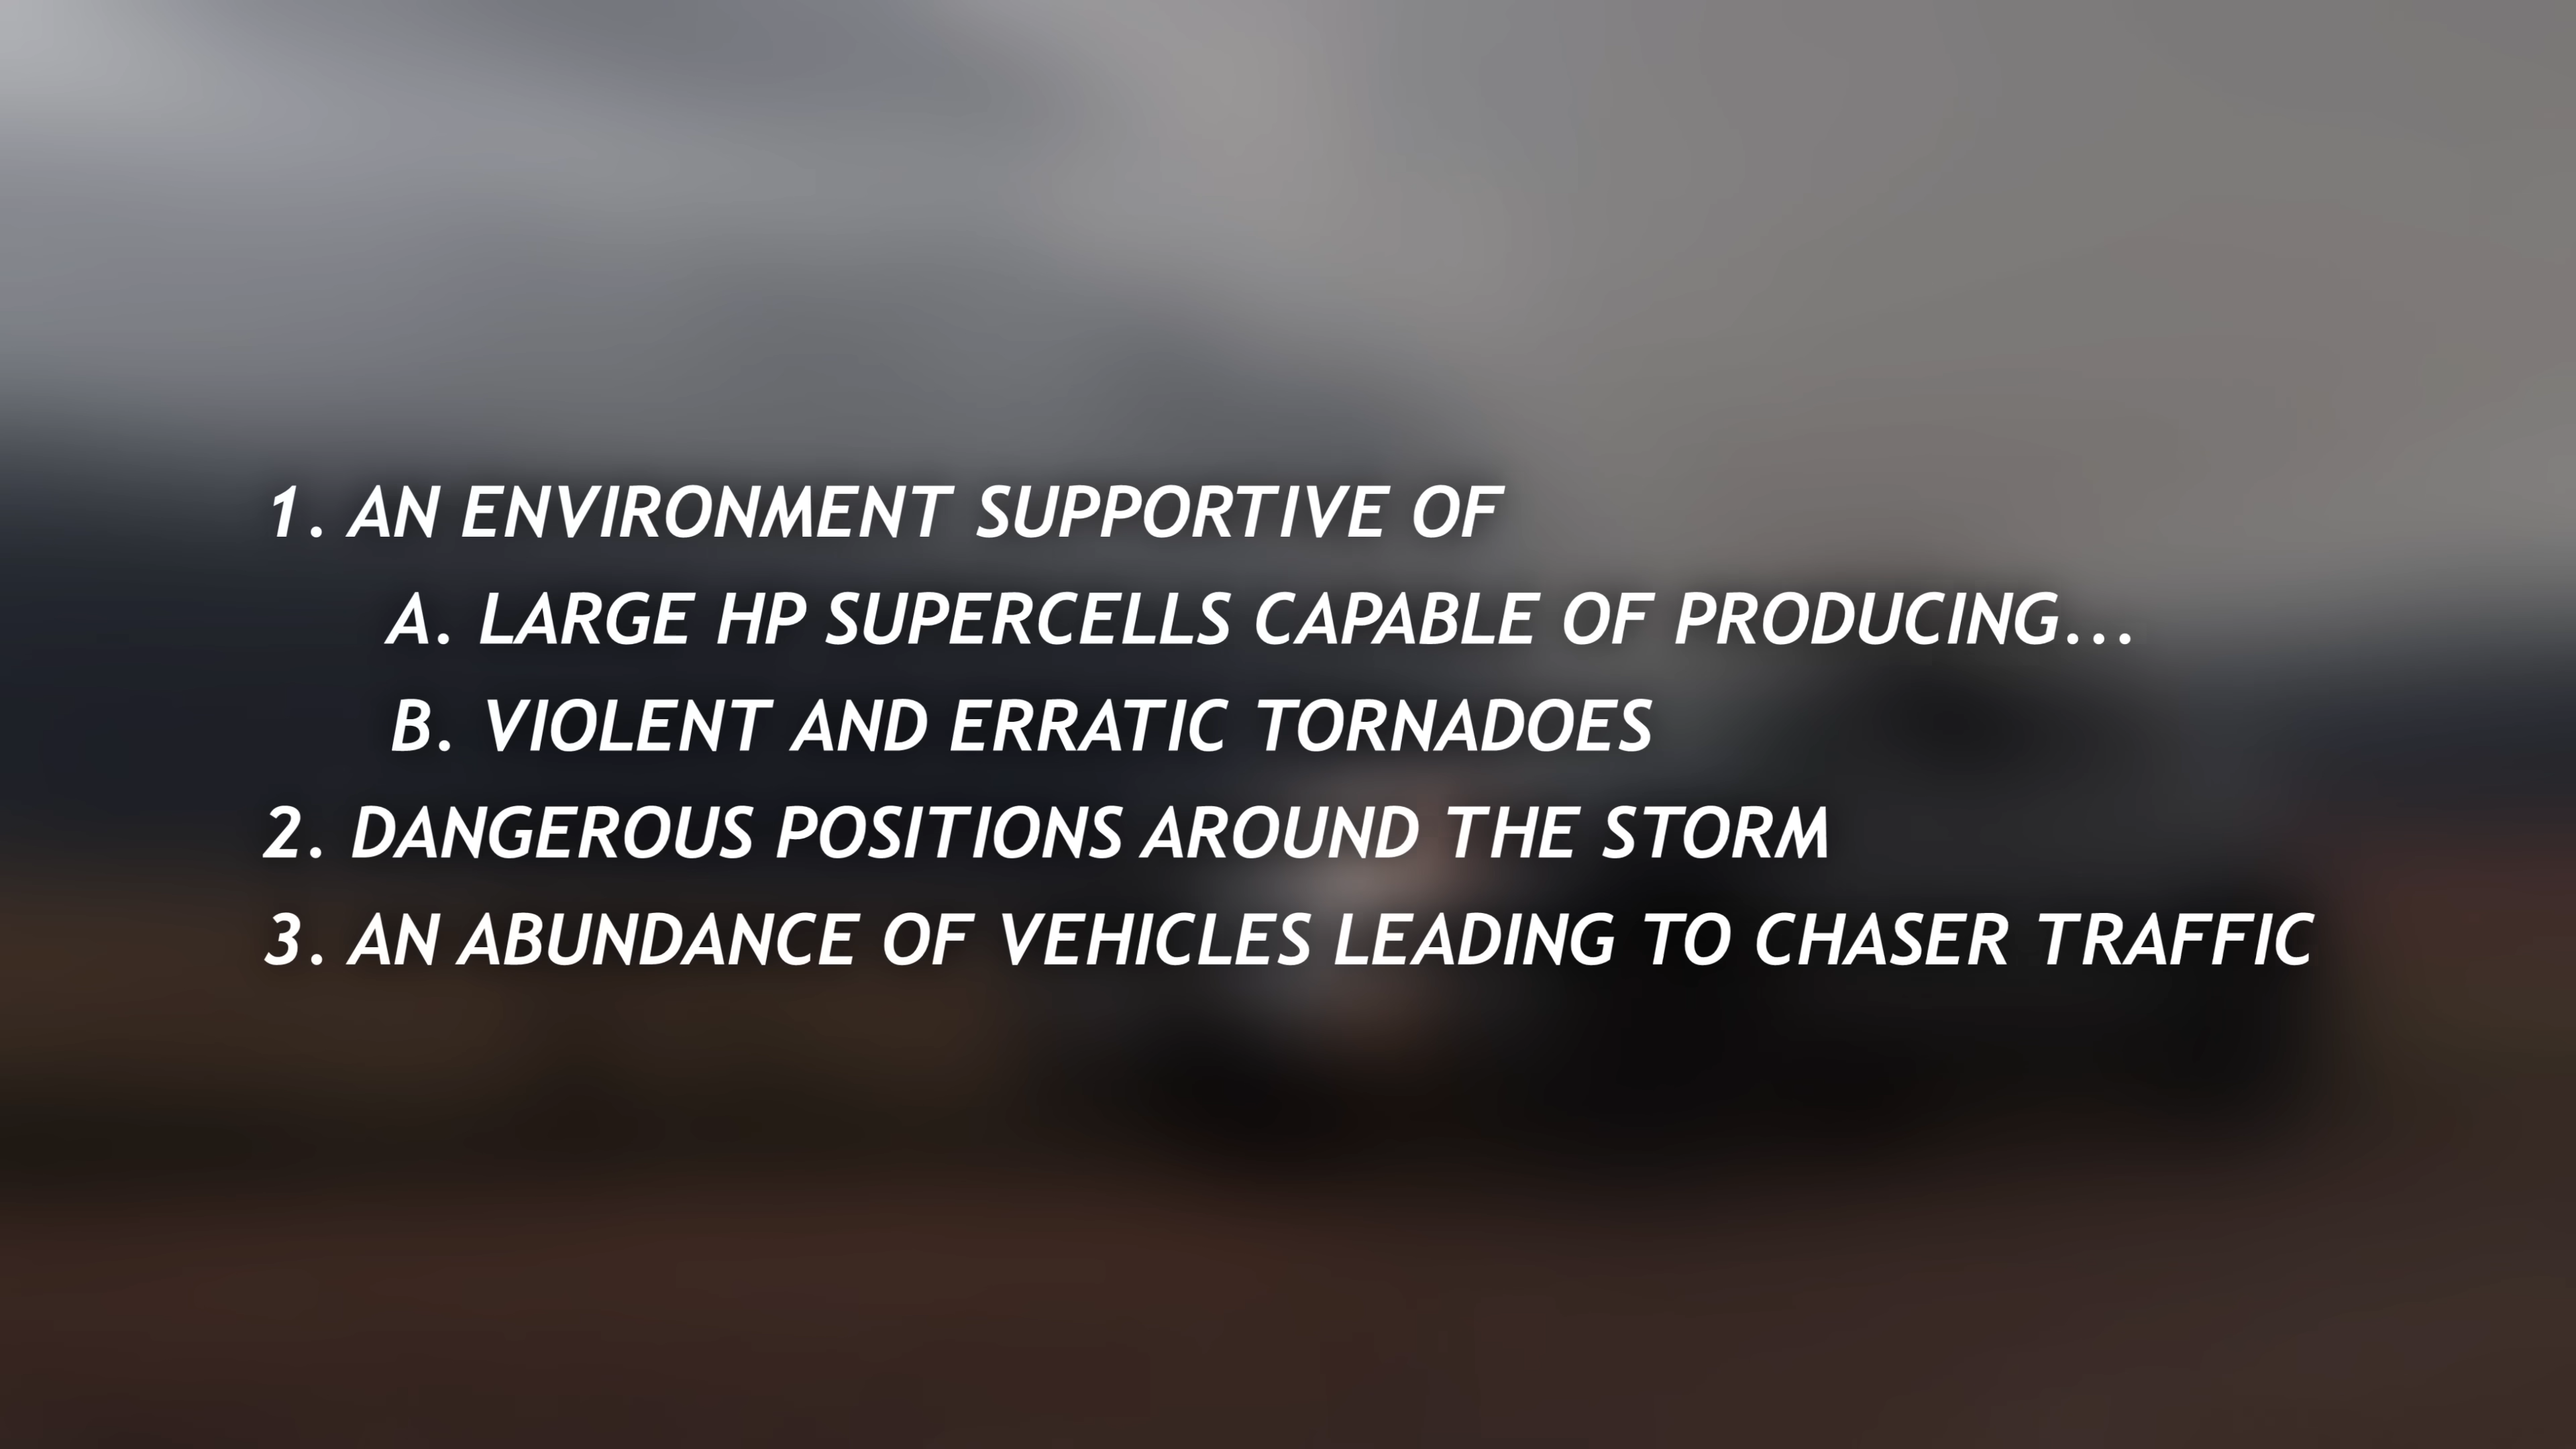 1. AN ENVIRONMENT SUPPORTIVE OF
A. LARGE HP SUPERCELLS CAPABLE OF PRODUCING...
B. VIOLENT AND ERRATIC TORNADOES
2. DANGEROUS POSITIONS AROUND THE STORM
3. AN ABUNDANCE OF VEHICLES LEADING TO CHASER TRAFFIC